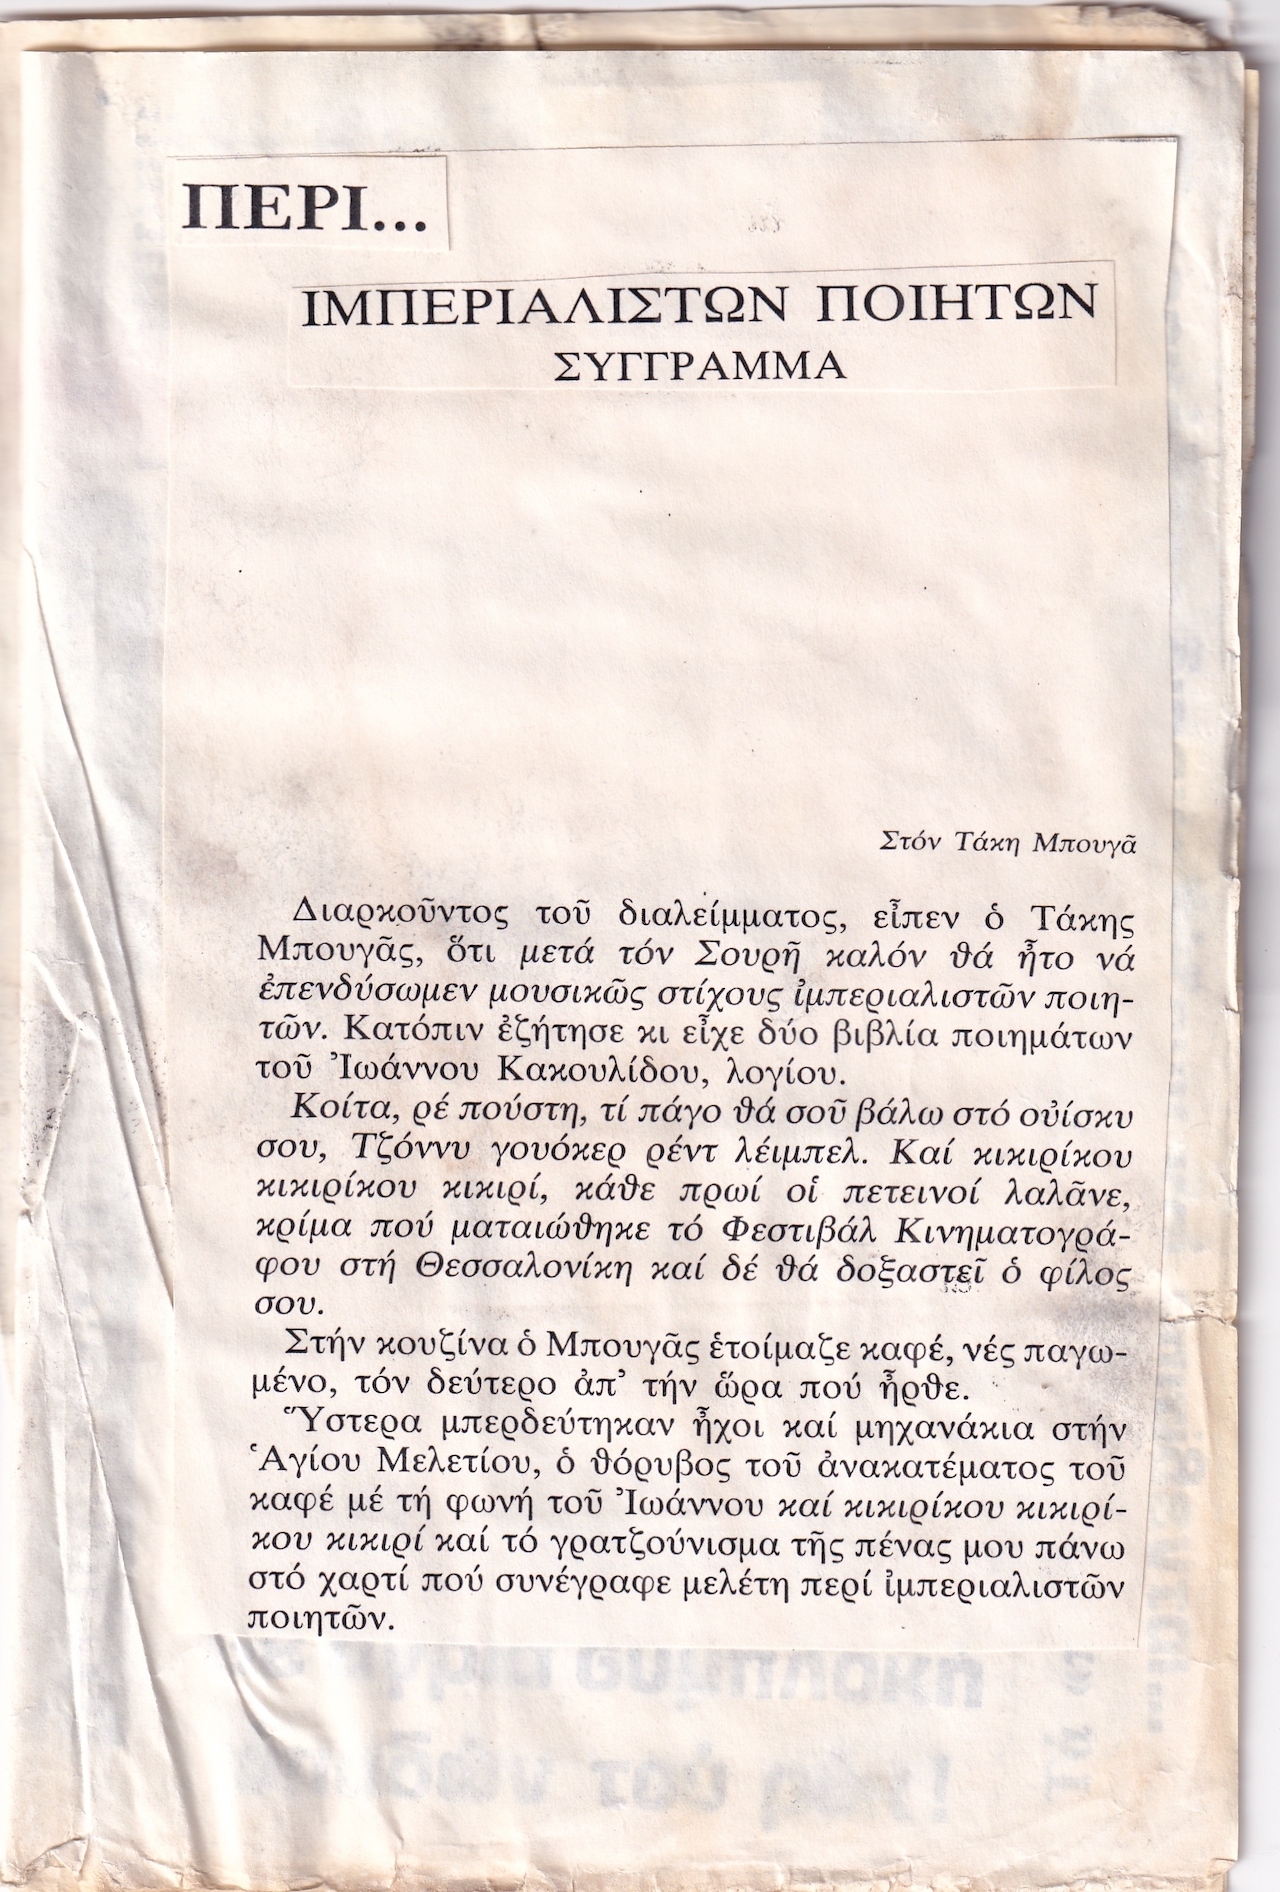 ΠΕΡΙ...
ΙΜΠΕΡΙΑΛΙΣΤΩΝ ΠΟΙΗΤΩΝ
ΣΥΓΓΡΑΜΜΑ
Στόν Τάκη Μπουγᾶ
Διαρκοῦντος τοῦ διαλείμματος, εἶπεν ὁ Τάκης
Μπουγᾶς, ὅτι μετά τόν Σουρῆ καλόν θά ἦτο νά
ἐπενδύσωμεν μουσικῶς στίχους ἰμπεριαλιστῶν ποιη-
τῶν. Κατόπιν ἐζήτησε κι εἶχε δύο βιβλία ποιημάτων
τοῦ Ἰωάννου Κακουλίδου, λογίου.
Κοίτα, ρέ πούστη, τί πάγο θά σοῦ βάλω στό οὐίσκυ
σου, Τζόννυ γουόκερ ρέντ λέιμπελ. Καί κικιρίκου
κικιρίκου κικιρί, κάθε πρωί οἱ πετεινοί λαλᾶνε,
κρίμα πού ματαιώθηκε τό Φεστιβάλ Κινηματογρά-
φου στή Θεσσαλονίκη καί δέ θά δοξαστεῖ ὁ φίλος
σου.
Στήν κουζίνα ὁ Μπουγᾶς ἑτοίμαζε καφέ, νές παγω-
μένο, τόν δεύτερο ἀπ' τήν ὥρα πού ἦρθε.
Ὕστερα μπερδεύτηκαν ἦχοι καί μηχανάκια στήν
Ἁγίου Μελετίου, ὁ θόρυβος τοῦ ἀνακατέματος τοῦ
καφέ μέ τή φωνή τοῦ Ἰωάννου καί κικιρίκου κικιρί-
κου κικιρί καί τό γρατζούνισμα τῆς πένας μου πάνω
στό χαρτί πού συνέγραφε μελέτη περί ἰμπεριαλιστῶν
ποιητῶν.